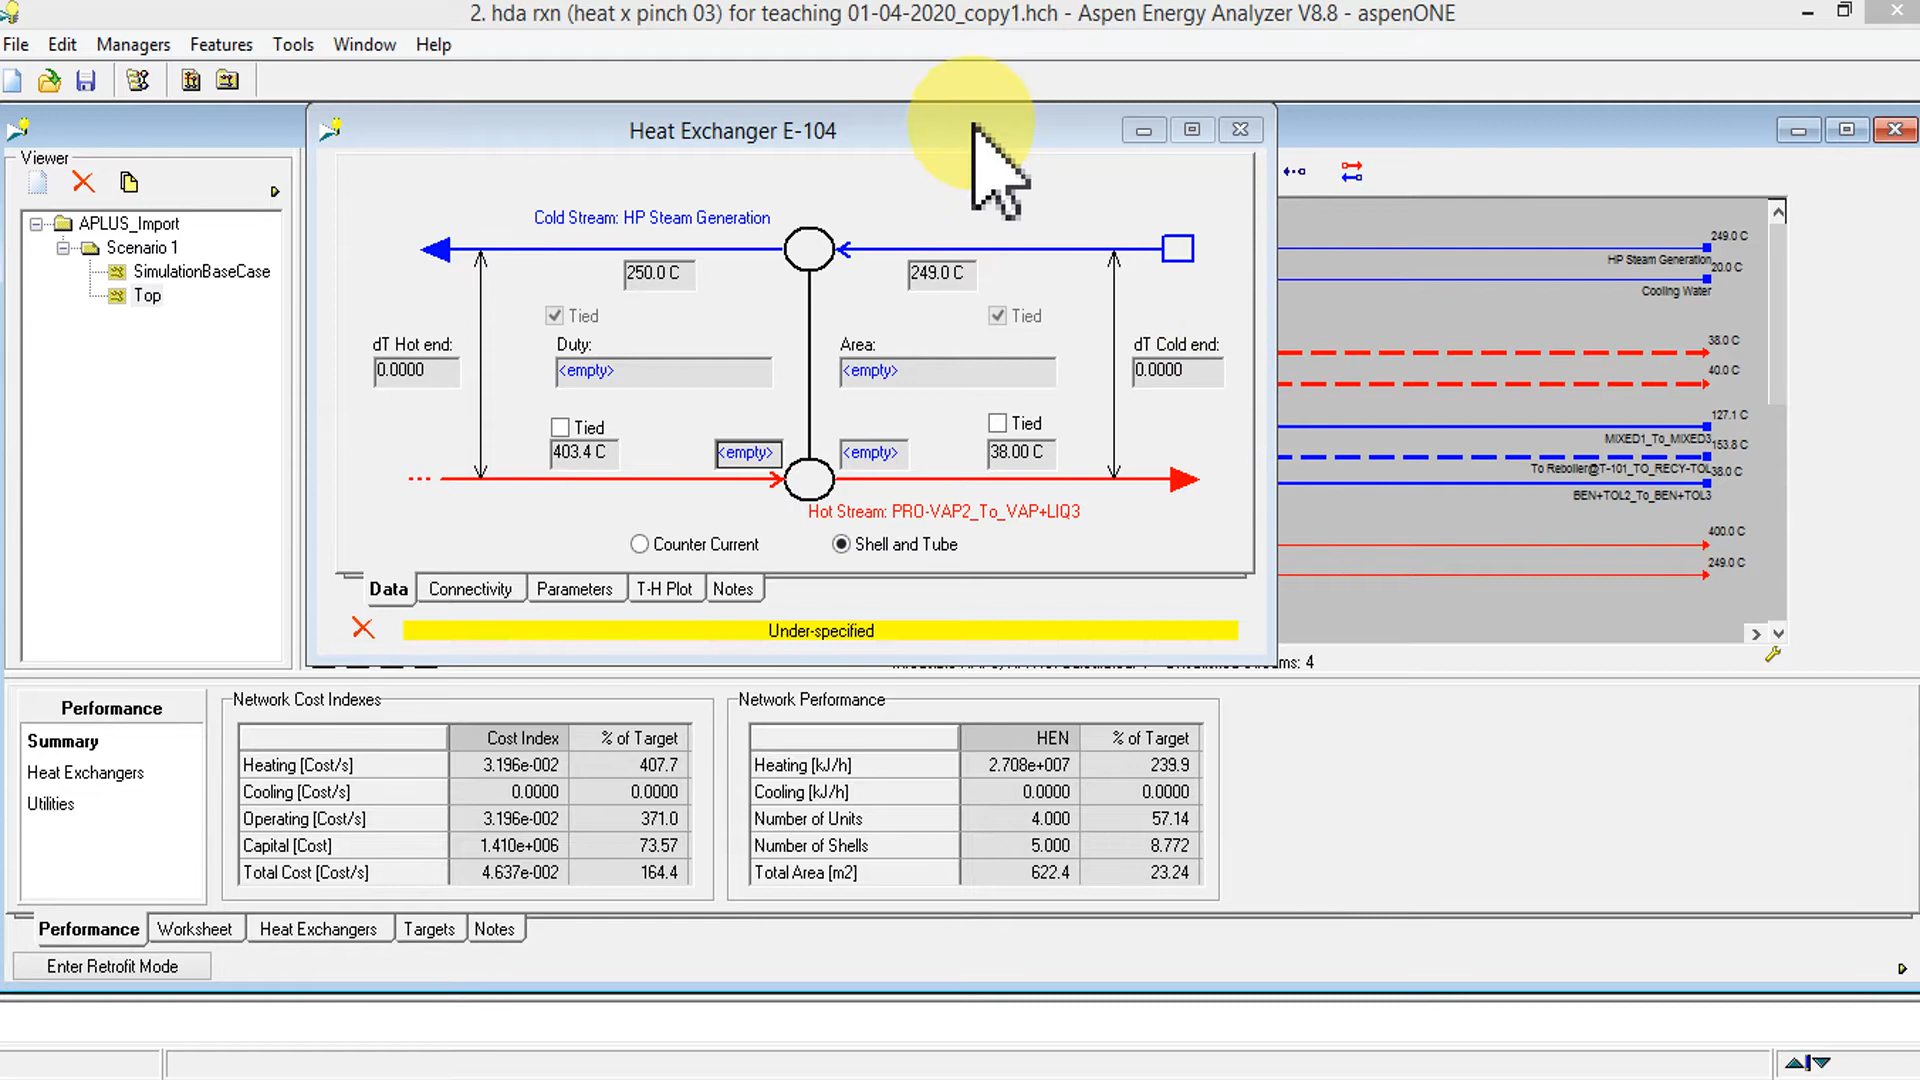 2. hda rxn (heat x pinch 03) for teaching 01-04-2020_copy1.hch - Aspen Energy Analyzer V8.8 - aspenONE
File Edit Managers Features Tools Window Help
Viewer
APLUS_Import
Scenario 1
SimulationBaseCase
Top
Heat Exchanger E-104
Cold Stream: HP Steam Generation
250.0 C
249.0 C
Tied
Tied
dT Hot end:
0.0000
Duty:
<empty>
Area:
<empty>
dT Cold end:
0.0000
Tied
403.4 C
<empty>
<empty>
Tied
38.00 C
Hot Stream: PRO-VAP2_To_VAP+LIQ3
Counter Current
Shell and Tube
Data Connectivity Parameters T-H Plot Notes
Under-specified
249.0 C
HP Steam Generation
20.0 C
Cooling Water
38.0 C
40.0 C
127.1 C
MIXED1_To_MIXED3
153.8 C
To Reboiler@T-101_TO_RECY-TOL
38.0 C
BEN+TOL2_To_BEN+TOL3
400.0 C
249.0 C
ms: 4
Performance
Summary
Heat Exchangers
Utilities
Network Cost Indexes
Cost Index % of Target
Heating [Cost/s] 3.196e-002 407.7
Cooling [Cost/s] 0.0000 0.0000
Operating [Cost/s] 3.196e-002 371.0
Capital [Cost] 1.410e+006 73.57
Total Cost [Cost/s] 4.637e-002 164.4
Network Performance
HEN % of Target
Heating [kJ/h] 2.708e+007 239.9
Cooling [kJ/h] 0.0000 0.0000
Number of Units 4.000 57.14
Number of Shells 5.000 8.772
Total Area [m2] 622.4 23.24
Performance Worksheet Heat Exchangers Targets Notes
Enter Retrofit Mode